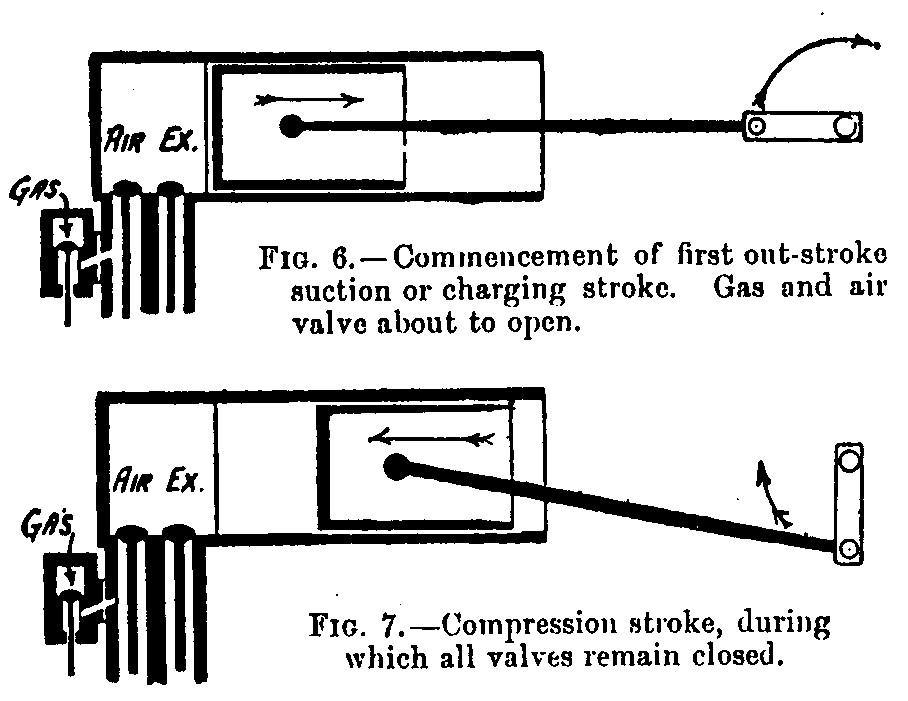 AIR EX.
GAS
FIG. 6.—Commencement of first out-stroke
suction or charging stroke. Gas and air
valve about to open.
AIR EX.
GAS
FIG. 7.—Compression stroke, during
which all valves remain closed.